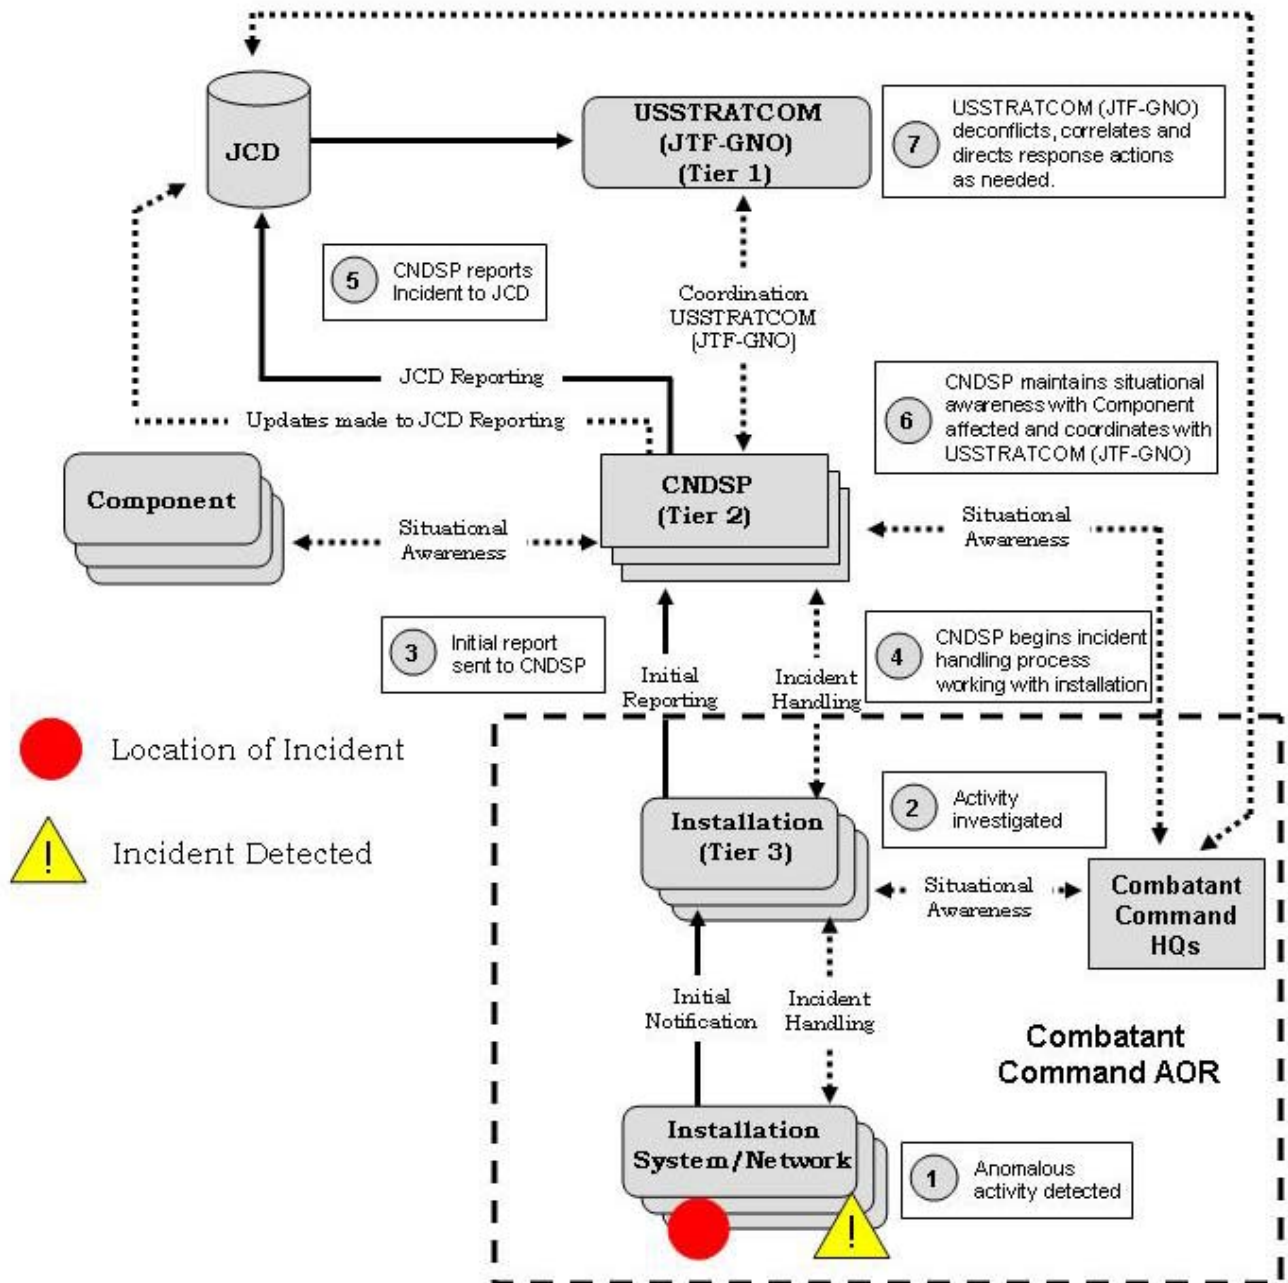 JCD
USSTRATCOM
(JTF-GNO)
(Tier 1)
7
USSTRATCOM (JTF-GNO)
deconflicts, correlates and
directs response actions
as needed.
5
CNDSP reports
Incident to JCD
Coordination
USSTRATCOM
(JTF-GNO)
JCD Reporting
Updates made to JCD Reporting
6
CNDSP maintains situational
awareness with Component
affected and coordinates with
USSTRATCOM (JTF-GNO)
Component
CNDSP
(Tier 2)
Situational
Awareness
Situational
Awareness
3
Initial report
sent to CNDSP
4
CNDSP begins incident
handling process
working with installation
Initial
Reporting
Incident
Handling
Location of Incident
! Incident Detected
Installation
(Tier 3)
2
Activity
investigated
Situational
Awareness
Combatant
Command
HQs
Initial
Notification
Incident
Handling
Combatant
Command AOR
Installation
System/Network
1
Anomalous
activity detected
!